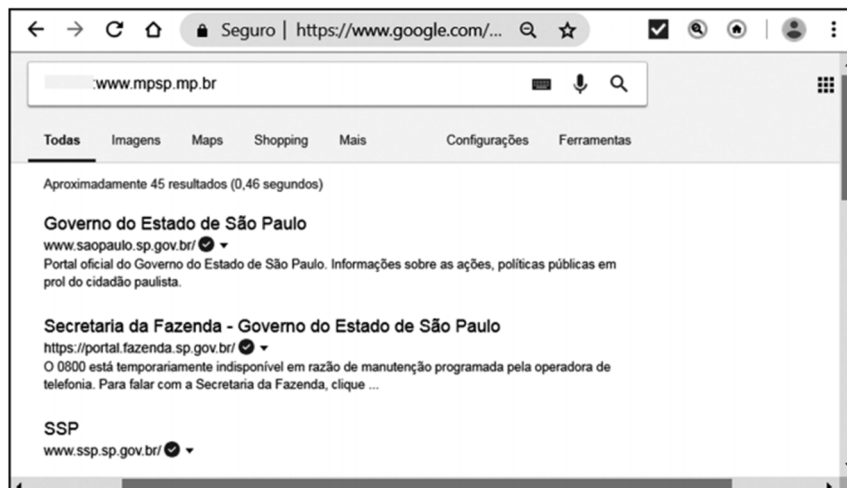 Seguro | https://www.google.com/...
:www.mpsp.mp.br
Todas Imagens Maps Shopping Mais Configurações Ferramentas
Aproximadamente 45 resultados (0,46 segundos)
Governo do Estado de São Paulo
www.saopaulo.sp.gov.br/
Portal oficial do Governo do Estado de São Paulo. Informações sobre as ações, políticas públicas em
prol do cidadão paulista.
Secretaria da Fazenda - Governo do Estado de São Paulo
https://portal.fazenda.sp.gov.br/
O 0800 está temporariamente indisponível em razão de manutenção programada pela operadora de
telefonia. Para falar com a Secretaria da Fazenda, clique ...
SSP
www.ssp.sp.gov.br/